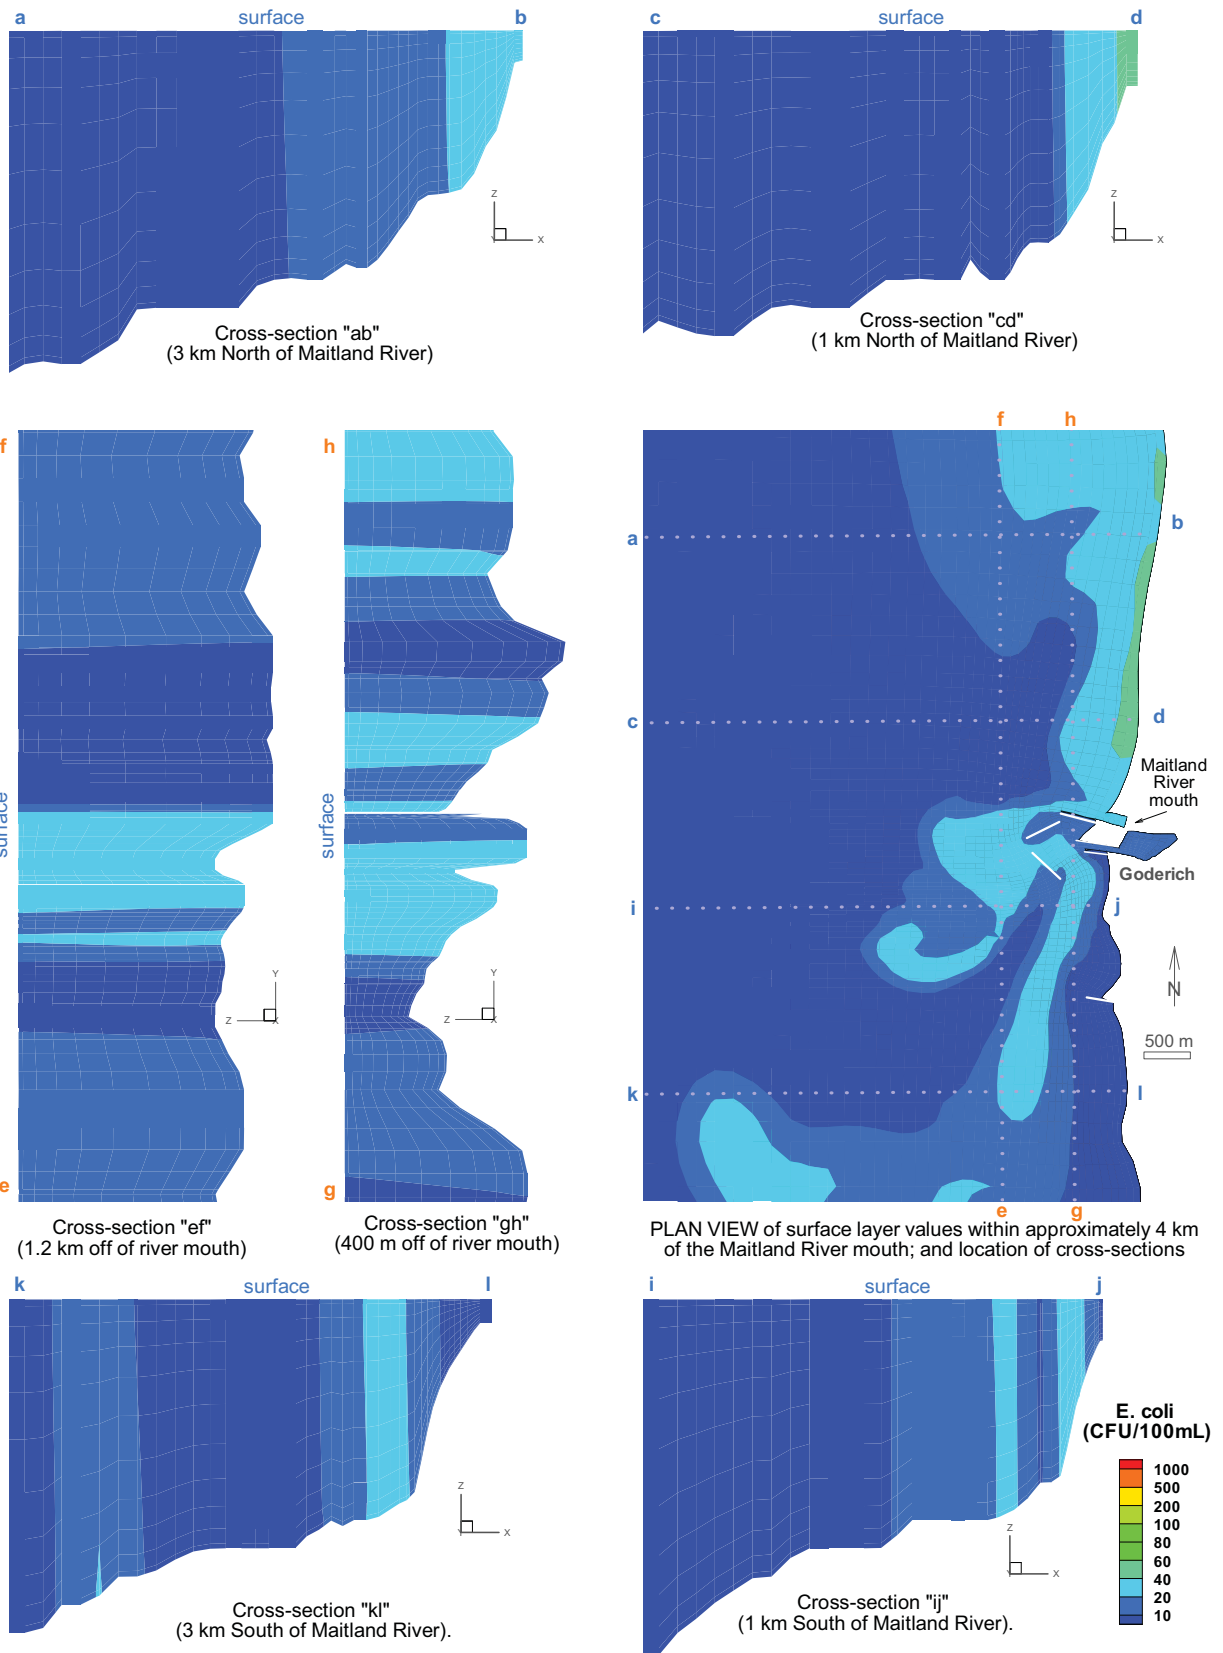 a surface b
c surface d
Z
X
Z
Y X
Cross-section "ab"
(3 km North of Maitland River)
Cross-section "cd"
(1 km North of Maitland River)
f
surface
e
Y
Z X
Cross-section "ef"
(1.2 km off of river mouth)
h
surface
g
Y
Z X
Cross-section "gh"
(400 m off of river mouth)
f h
a b
c d
Maitland
River
mouth
Goderich
i j
N
500 m
k l
e g
PLAN VIEW of surface layer values within approximately 4 km
of the Maitland River mouth; and location of cross-sections
k surface l
Z
Y X
Cross-section "kl"
(3 km South of Maitland River).
i surface j
Z
X
Cross-section "ij"
(1 km South of Maitland River).
E. coli
(CFU/100mL)
1000
500
200
100
80
60
40
20
10